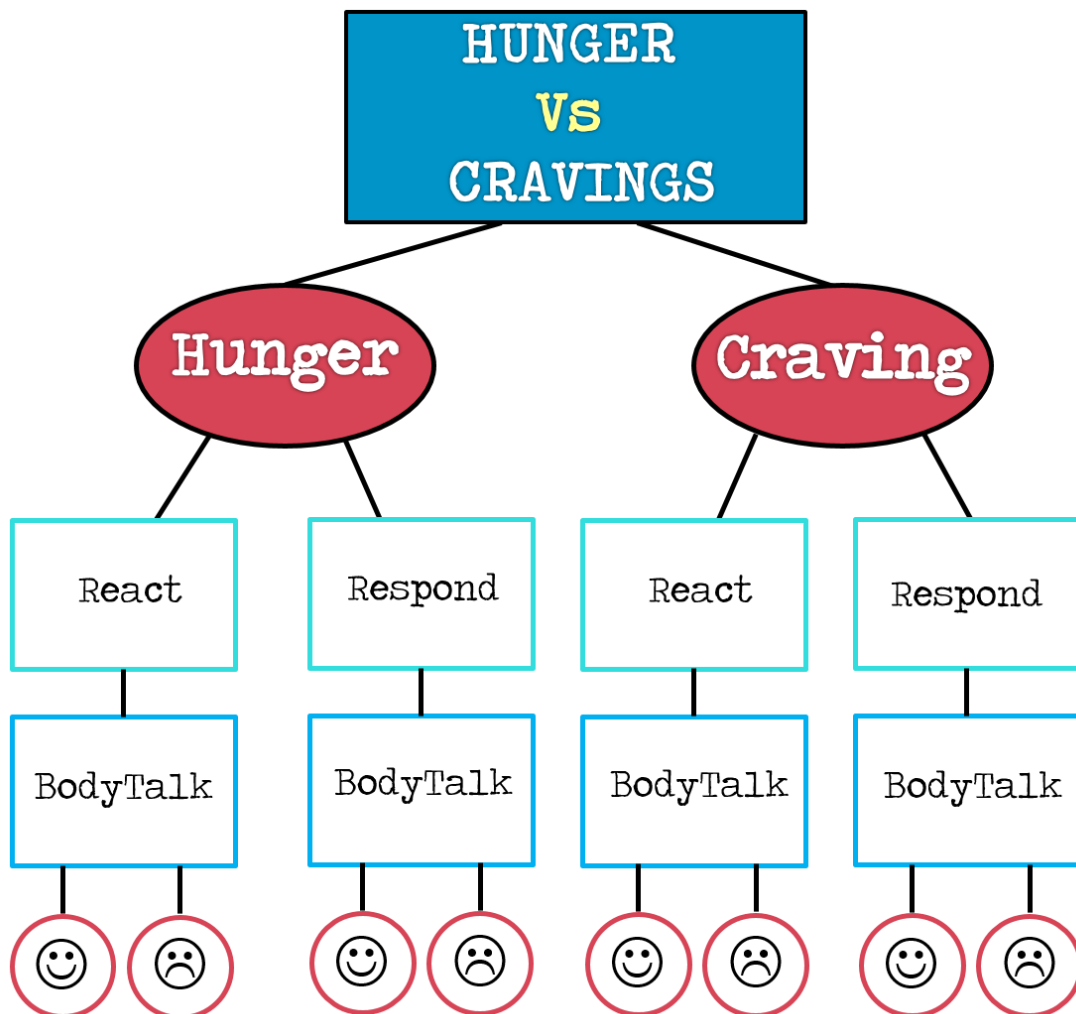 HUNGER
Vs
CRAVINGS
Hunger
Craving
React
Respond
React
Respond
BodyTalk
BodyTalk
BodyTalk
BodyTalk